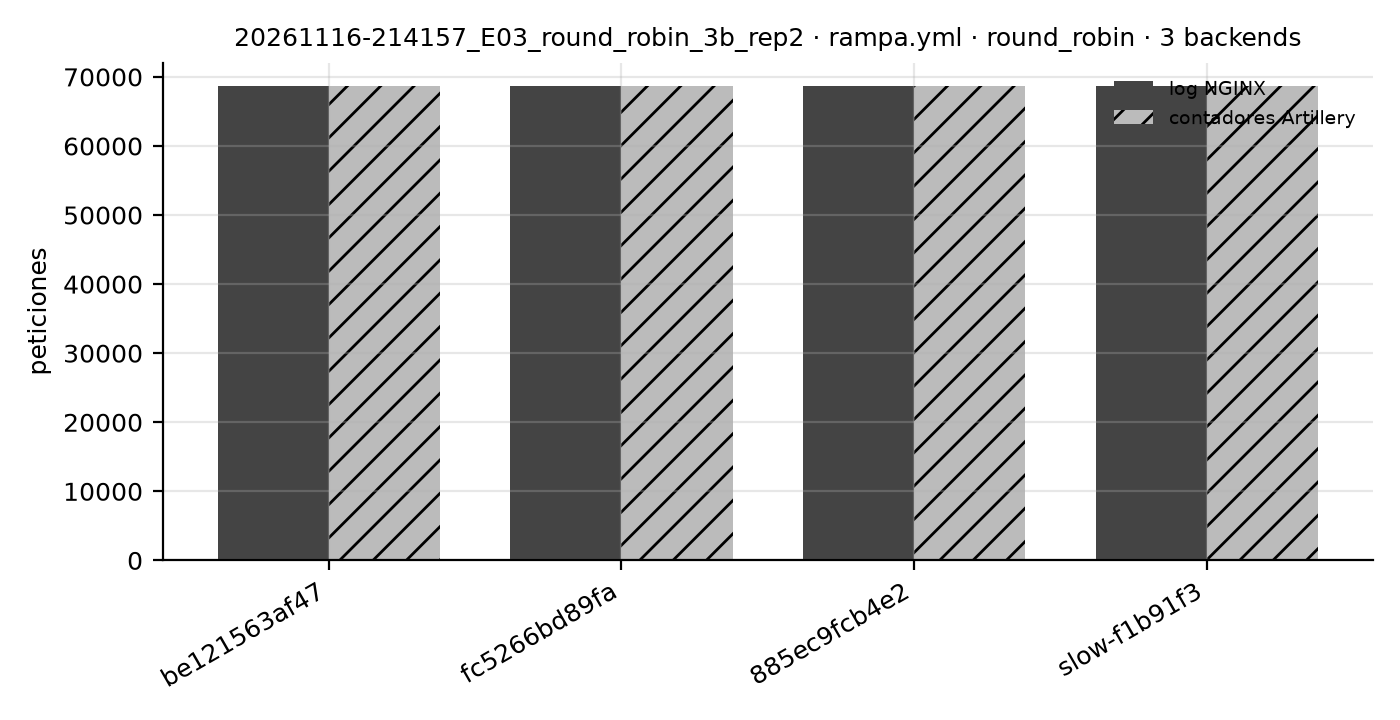 20261116-214157_E03_round_robin_3b_rep2 · rampa.yml · round_robin · 3 backends
log NGINX
contadores Artillery
peticiones
70000
60000
50000
40000
30000
20000
10000
0
be121563af47
fc5266bd89fa
885ec9fcb4e2
slow-f1b91f3